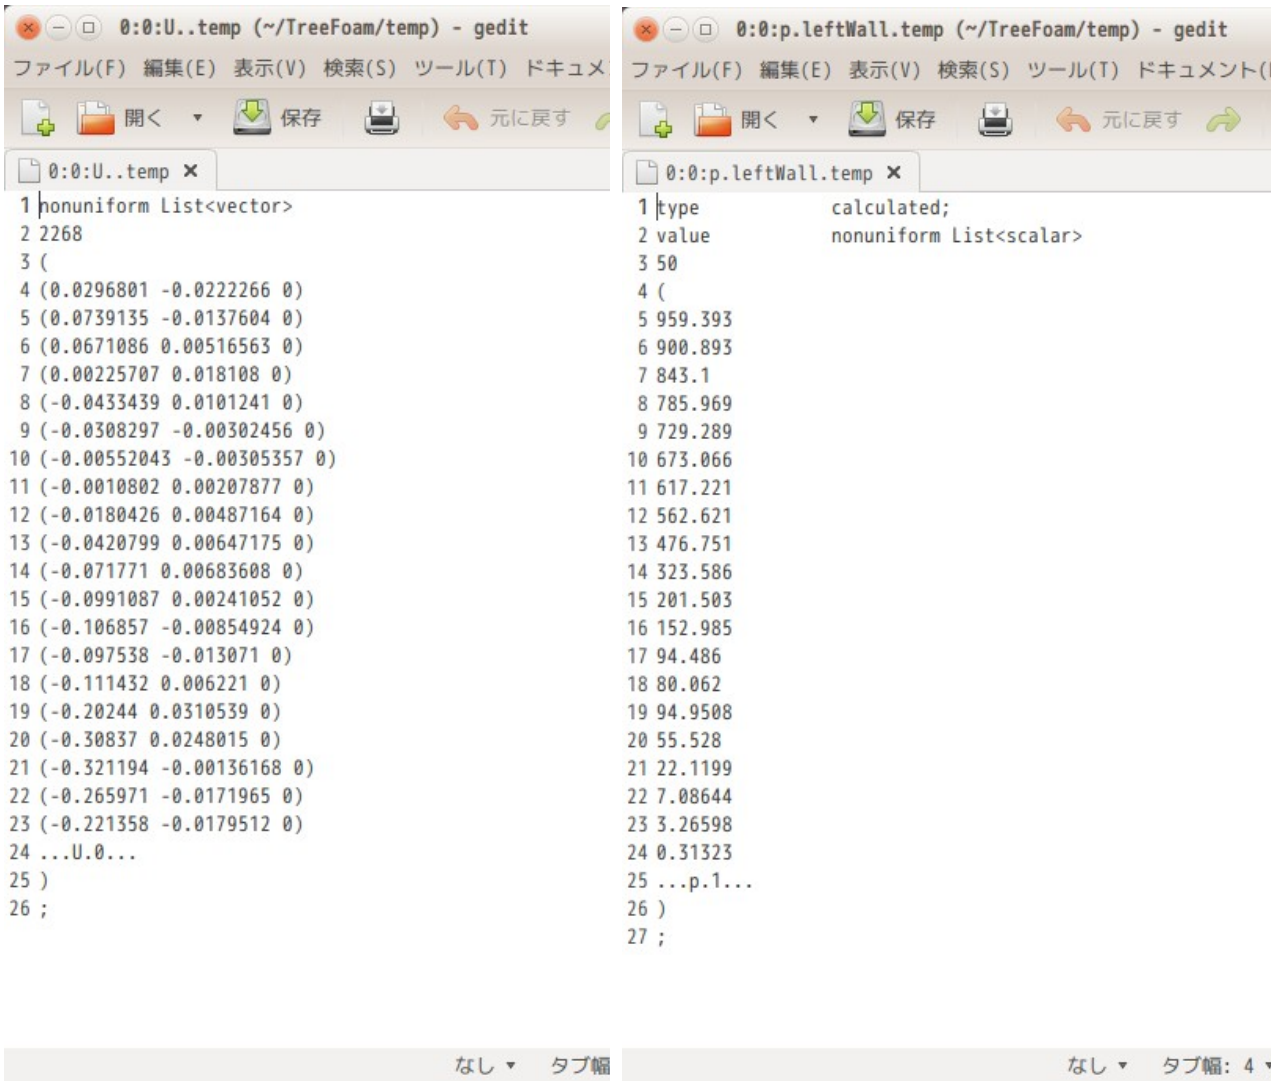 0:0:U..temp (~/TreeFoam/temp) - gedit
ファイル(F) 編集(E) 表示(V) 検索(S) ツール(T) ドキュメ
開く 保存 元に戻す
0:0:U..temp
1 nonuniform List<vector>
2 2268
3 (
4 (0.0296801 -0.0222266 0)
5 (0.0739135 -0.0137604 0)
6 (0.0671086 0.00516563 0)
7 (0.00225707 0.018108 0)
8 (-0.0433439 0.0101241 0)
9 (-0.0308297 -0.00302456 0)
10 (-0.00552043 -0.00305357 0)
11 (-0.0010802 0.00207877 0)
12 (-0.0180426 0.00487164 0)
13 (-0.0420799 0.00647175 0)
14 (-0.071771 0.00683608 0)
15 (-0.0991087 0.00241052 0)
16 (-0.106857 -0.00854924 0)
17 (-0.097538 -0.013071 0)
18 (-0.111432 0.006221 0)
19 (-0.20244 0.0310539 0)
20 (-0.30837 0.0248015 0)
21 (-0.321194 -0.00136168 0)
22 (-0.265971 -0.0171965 0)
23 (-0.221358 -0.0179512 0)
24 ...U.0...
25 )
26 ;
なし タブ幅
0:0:p.leftWall.temp (~/TreeFoam/temp) - gedit
ファイル(F) 編集(E) 表示(V) 検索(S) ツール(T) ドキュメント(
開く 保存 元に戻す
0:0:p.leftWall.temp
1 type calculated;
2 value nonuniform List<scalar>
3 50
4 (
5 959.393
6 900.893
7 843.1
8 785.969
9 729.289
10 673.066
11 617.221
12 562.621
13 476.751
14 323.586
15 201.503
16 152.985
17 94.486
18 80.062
19 94.9508
20 55.528
21 22.1199
22 7.08644
23 3.26598
24 0.31323
25 ...p.1...
26 )
27 ;
なし タブ幅: 4